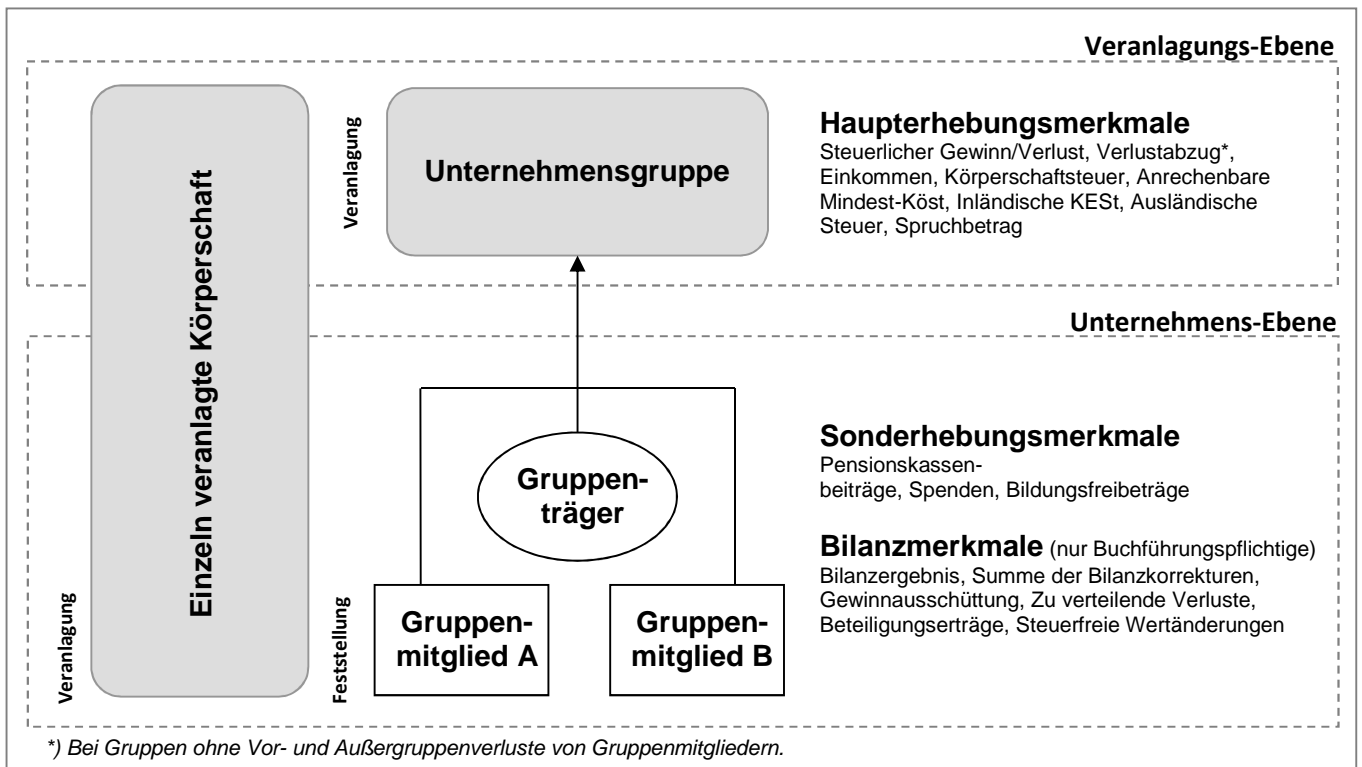 Veranlagungs-Ebene
Einzeln veranlagte Körperschaft
Veranlagung
Veranlagung
Unternehmensgruppe
Haupterhebungsmerkmale
Steuerlicher Gewinn/Verlust, Verlustabzug*,
Einkommen, Körperschaftsteuer, Anrechenbare
Mindest-Köst, Inländische KESt, Ausländische
Steuer, Spruchbetrag
Unternehmens-Ebene
Feststellung
Gruppen-
träger
Gruppen-
mitglied A
Gruppen-
mitglied B
Sonderhebungsmerkmale
Pensionskassen-
beiträge, Spenden, Bildungsfreibeträge
Bilanzmerkmale (nur Buchführungspflichtige)
Bilanzergebnis, Summe der Bilanzkorrekturen,
Gewinnausschüttung, Zu verteilende Verluste,
Beteiligungserträge, Steuerfreie Wertänderungen
*) Bei Gruppen ohne Vor- und Außergruppenverluste von Gruppenmitgliedern.